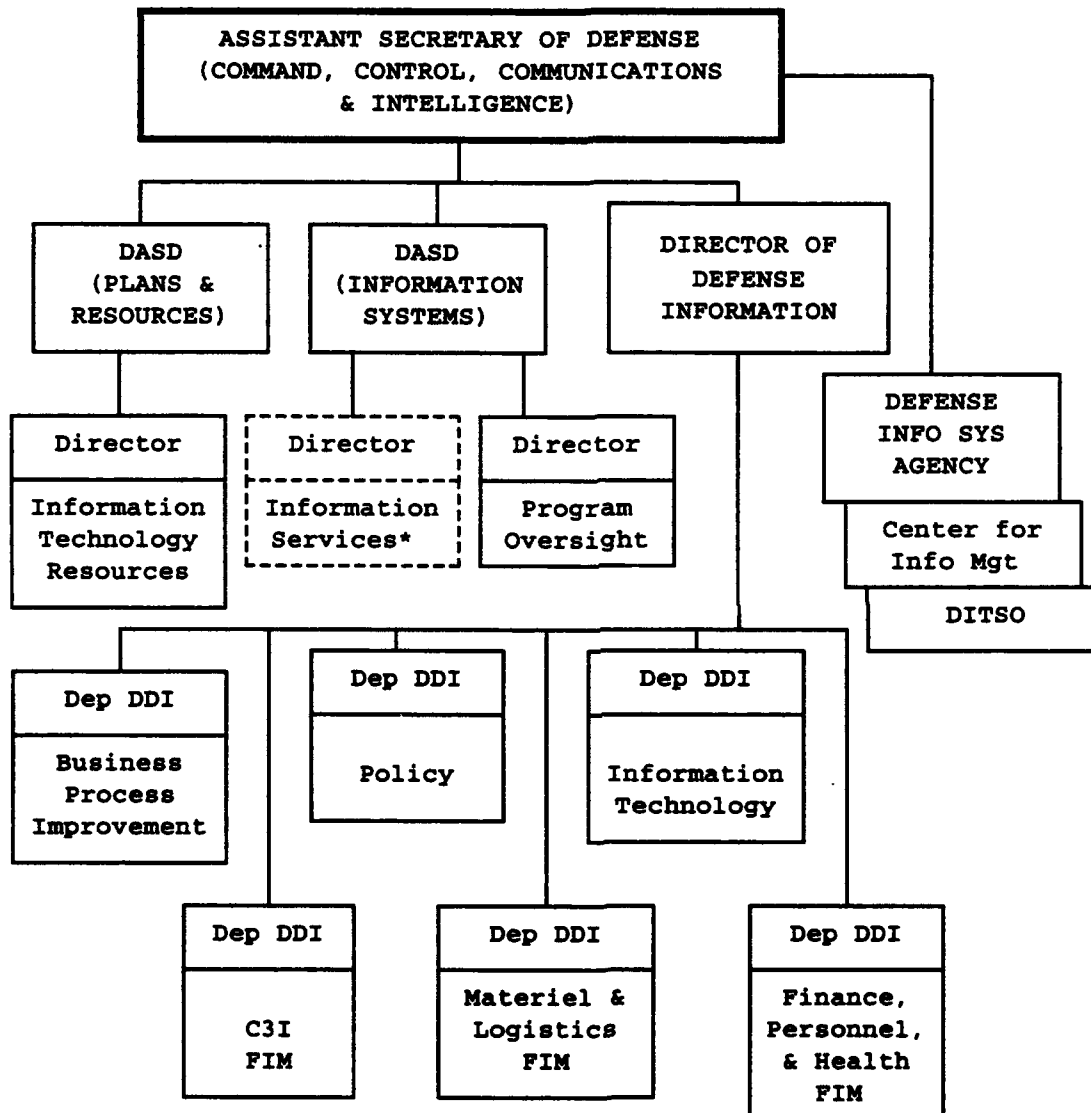 ASSISTANT SECRETARY OF DEFENSE
(COMMAND, CONTROL, COMMUNICATIONS
& INTELLIGENCE)
DASD
(PLANS &
RESOURCES)
DASD
(INFORMATION
SYSTEMS)
DIRECTOR OF
DEFENSE
INFORMATION
DEFENSE
INFO SYS
AGENCY
Center for
Info Mgt
DITSO
Director
Information
Technology
Resources
Director
Information
Services*
Director
Program
Oversight
Dep DDI
Business
Process
Improvement
Dep DDI
Policy
Dep DDI
Information
Technology
Dep DDI
C3I
FIM
Dep DDI
Materiel &
Logistics
FIM
Dep DDI
Finance,
Personnel,
& Health
FIM